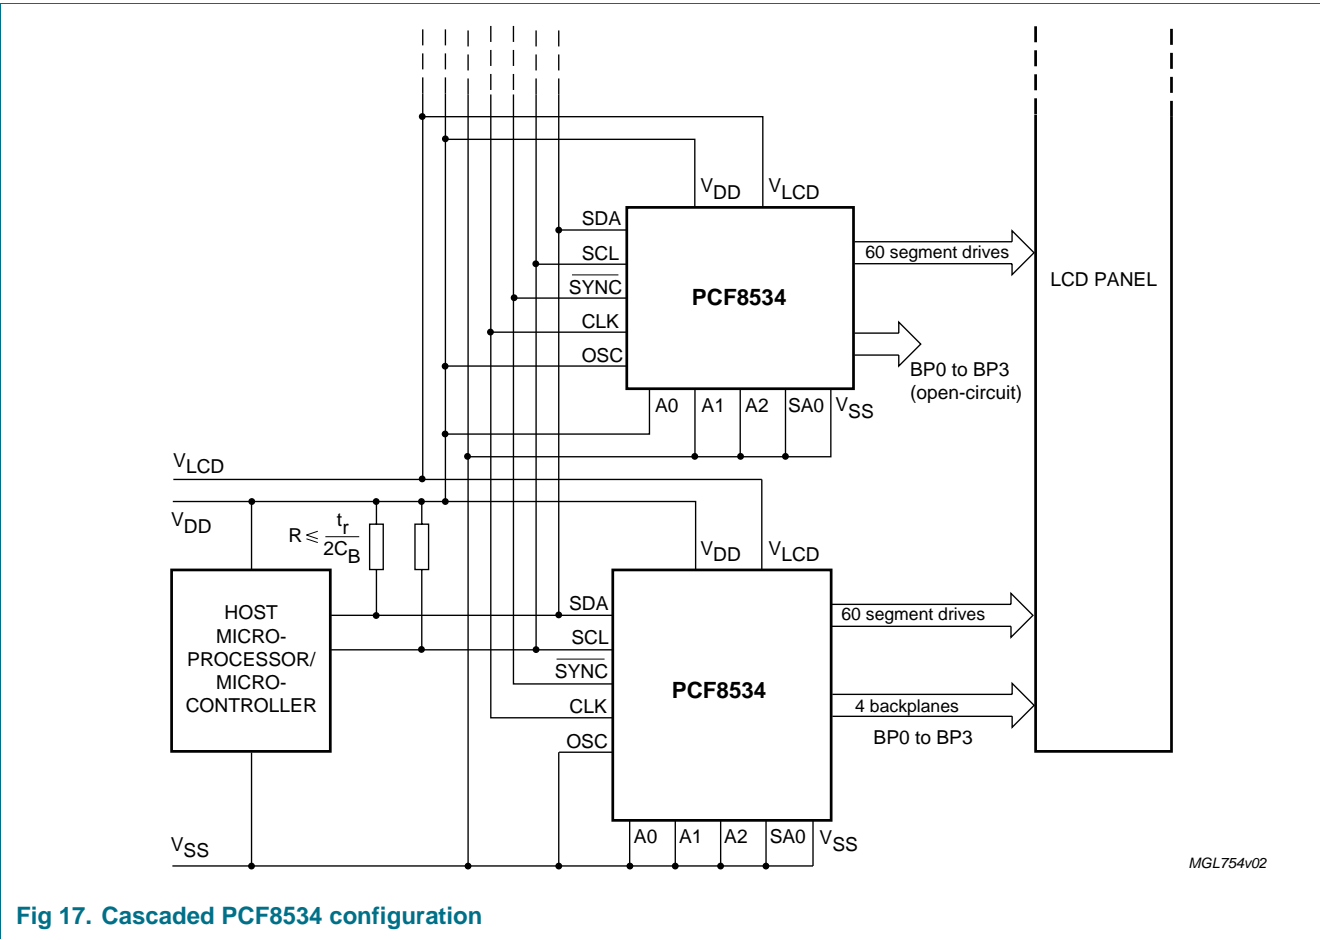 VDD VLCD
SDA
SCL
SYNC
CLK
OSC
PCF8534
60 segment drives
LCD PANEL
BP0 to BP3
(open-circuit)
A0 A1 A2 SA0 VSS
VLCD
VDD
R ≤ tr
2CB
VDD VLCD
HOST
MICRO-
PROCESSOR/
MICRO-
CONTROLLER
SDA
SCL
SYNC
CLK
OSC
PCF8534
60 segment drives
4 backplanes
BP0 to BP3
A0 A1 A2 SA0 VSS
VSS
MGL754v02
Fig 17. Cascaded PCF8534 configuration